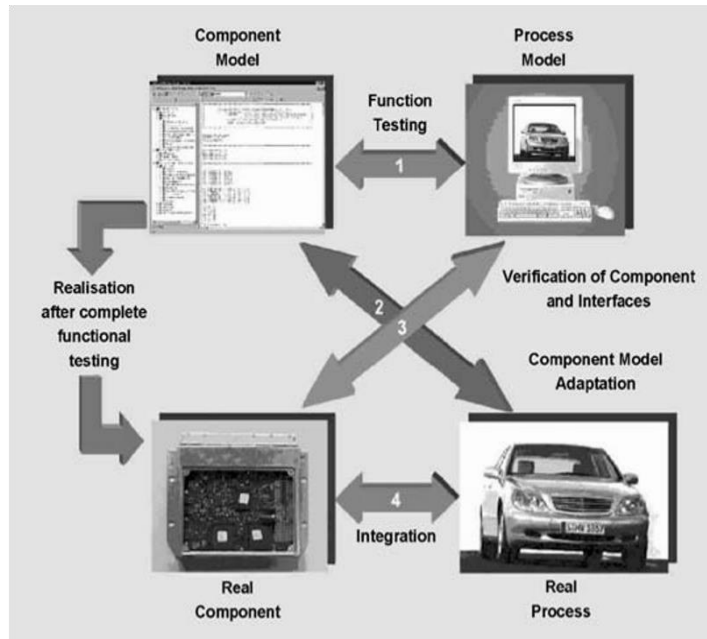 Component
Model
Process
Model
Function
Testing
1
Realisation
after complete
functional
testing
2
3
Verification of Component
and Interfaces
Component Model
Adaptation
4
Integration
Real
Component
Real
Process